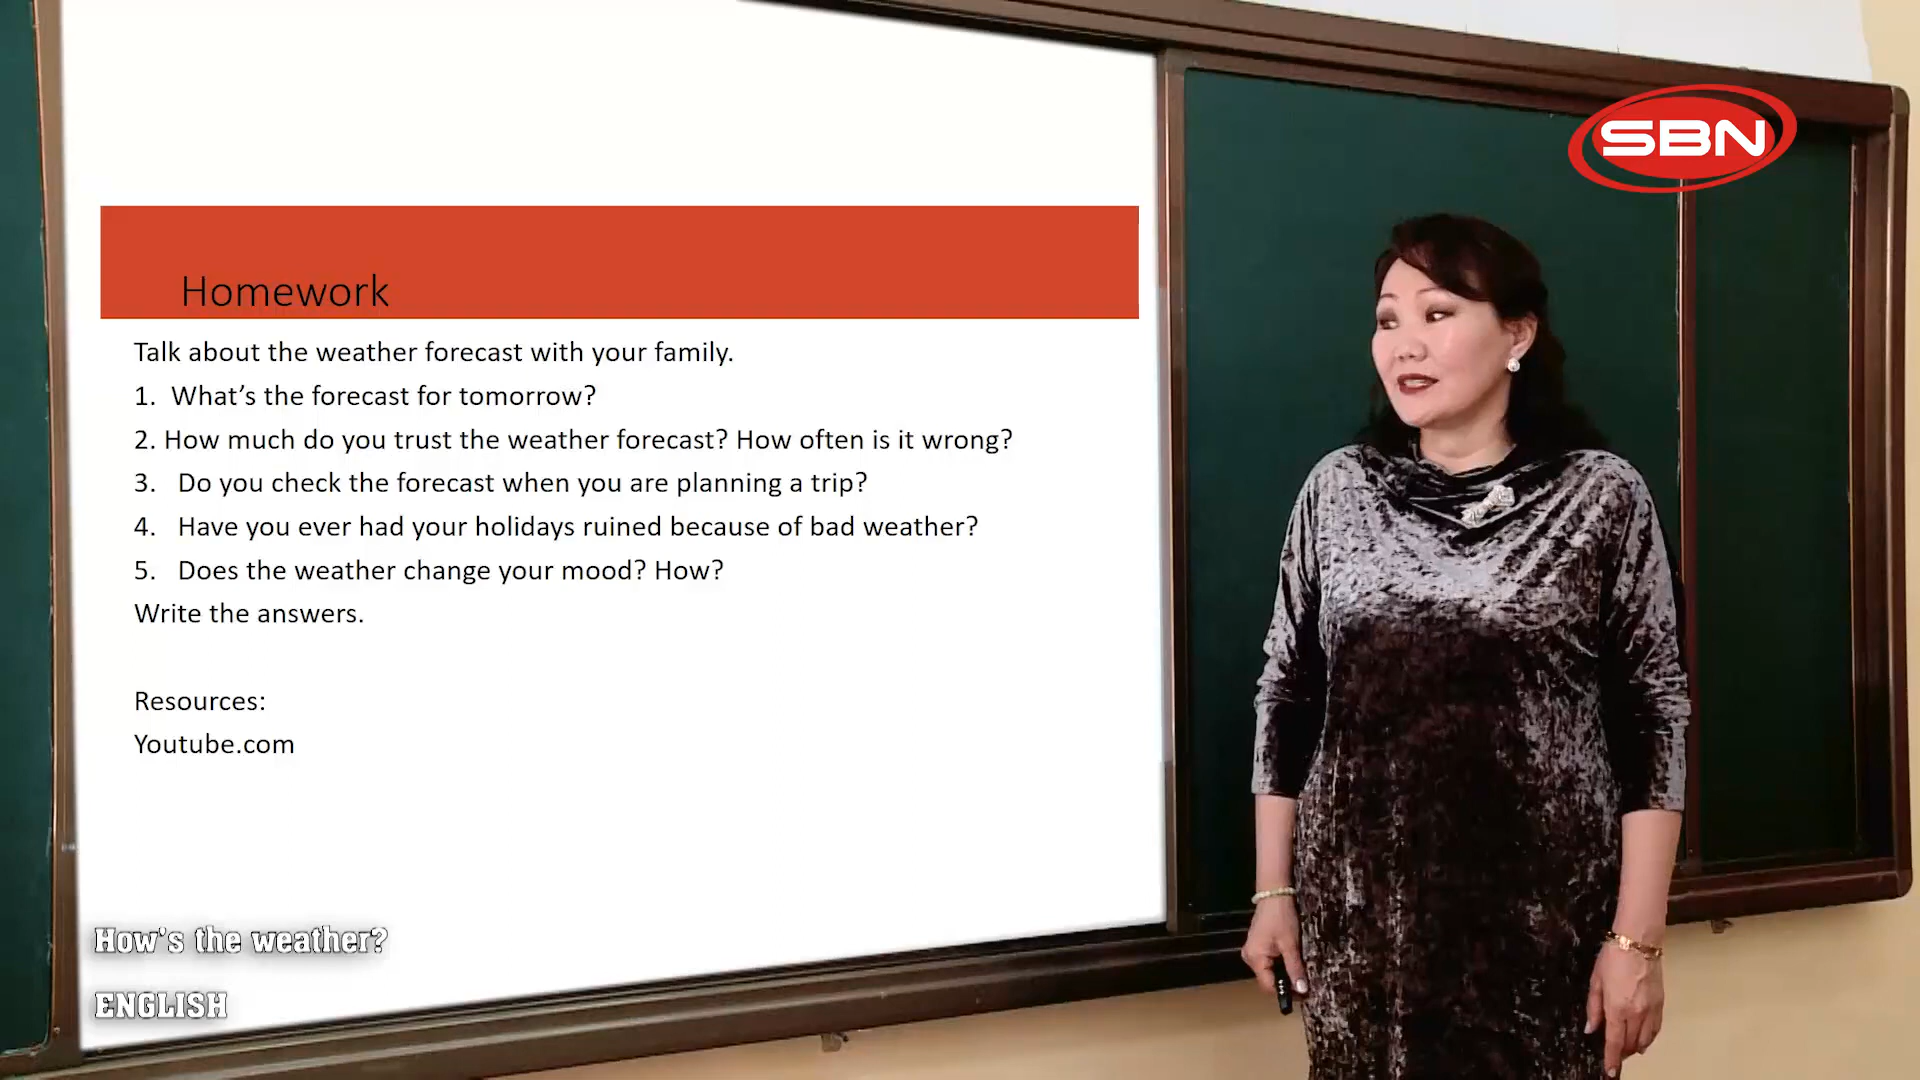 SBN
Homework
Talk about the weather forecast with your family.
1. What's the forecast for tomorrow?
2. How much do you trust the weather forecast? How often is it wrong?
3. Do you check the forecast when you are planning a trip?
4. Have you ever had your holidays ruined because of bad weather?
5. Does the weather change your mood? How?
Write the answers.
Resources:
Youtube.com
How's the weather?
ENGLISH